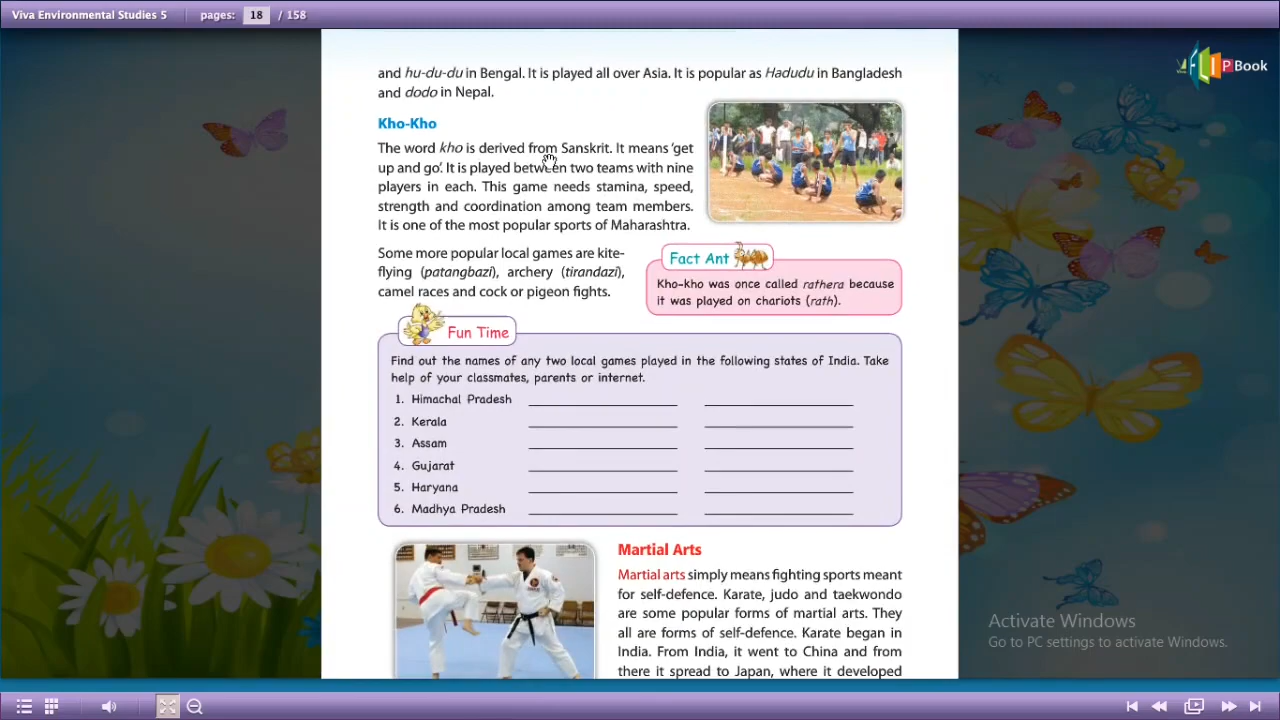 Viva Environmental Studies 5
pages: 18 / 158
Viva FLIP Book
and hu-du-du in Bengal. It is played all over Asia. It is popular as Hadudu in Bangladesh
and dodo in Nepal.
Kho-Kho
The word kho is derived from Sanskrit. It means ‘get
up and go’. It is played between two teams with nine
players in each. This game needs stamina, speed,
strength and coordination among team members.
It is one of the most popular sports of Maharashtra.
Some more popular local games are kite-
flying (patangbazi), archery (tirandazi),
camel races and cock or pigeon fights.
Fact Ant
Kho-kho was once called rathera because
it was played on chariots (rath).
Fun Time
Find out the names of any two local games played in the following states of India. Take
help of your classmates, parents or internet.
1. Himachal Pradesh
2. Kerala
3. Assam
4. Gujarat
5. Haryana
6. Madhya Pradesh
Martial Arts
Martial arts simply means fighting sports meant
for self-defence. Karate, judo and taekwondo
are some popular forms of martial arts. They
all are forms of self-defence. Karate began in
India. From India, it went to China and from
there it spread to Japan, where it developed
Activate Windows
Go to PC settings to activate Windows.